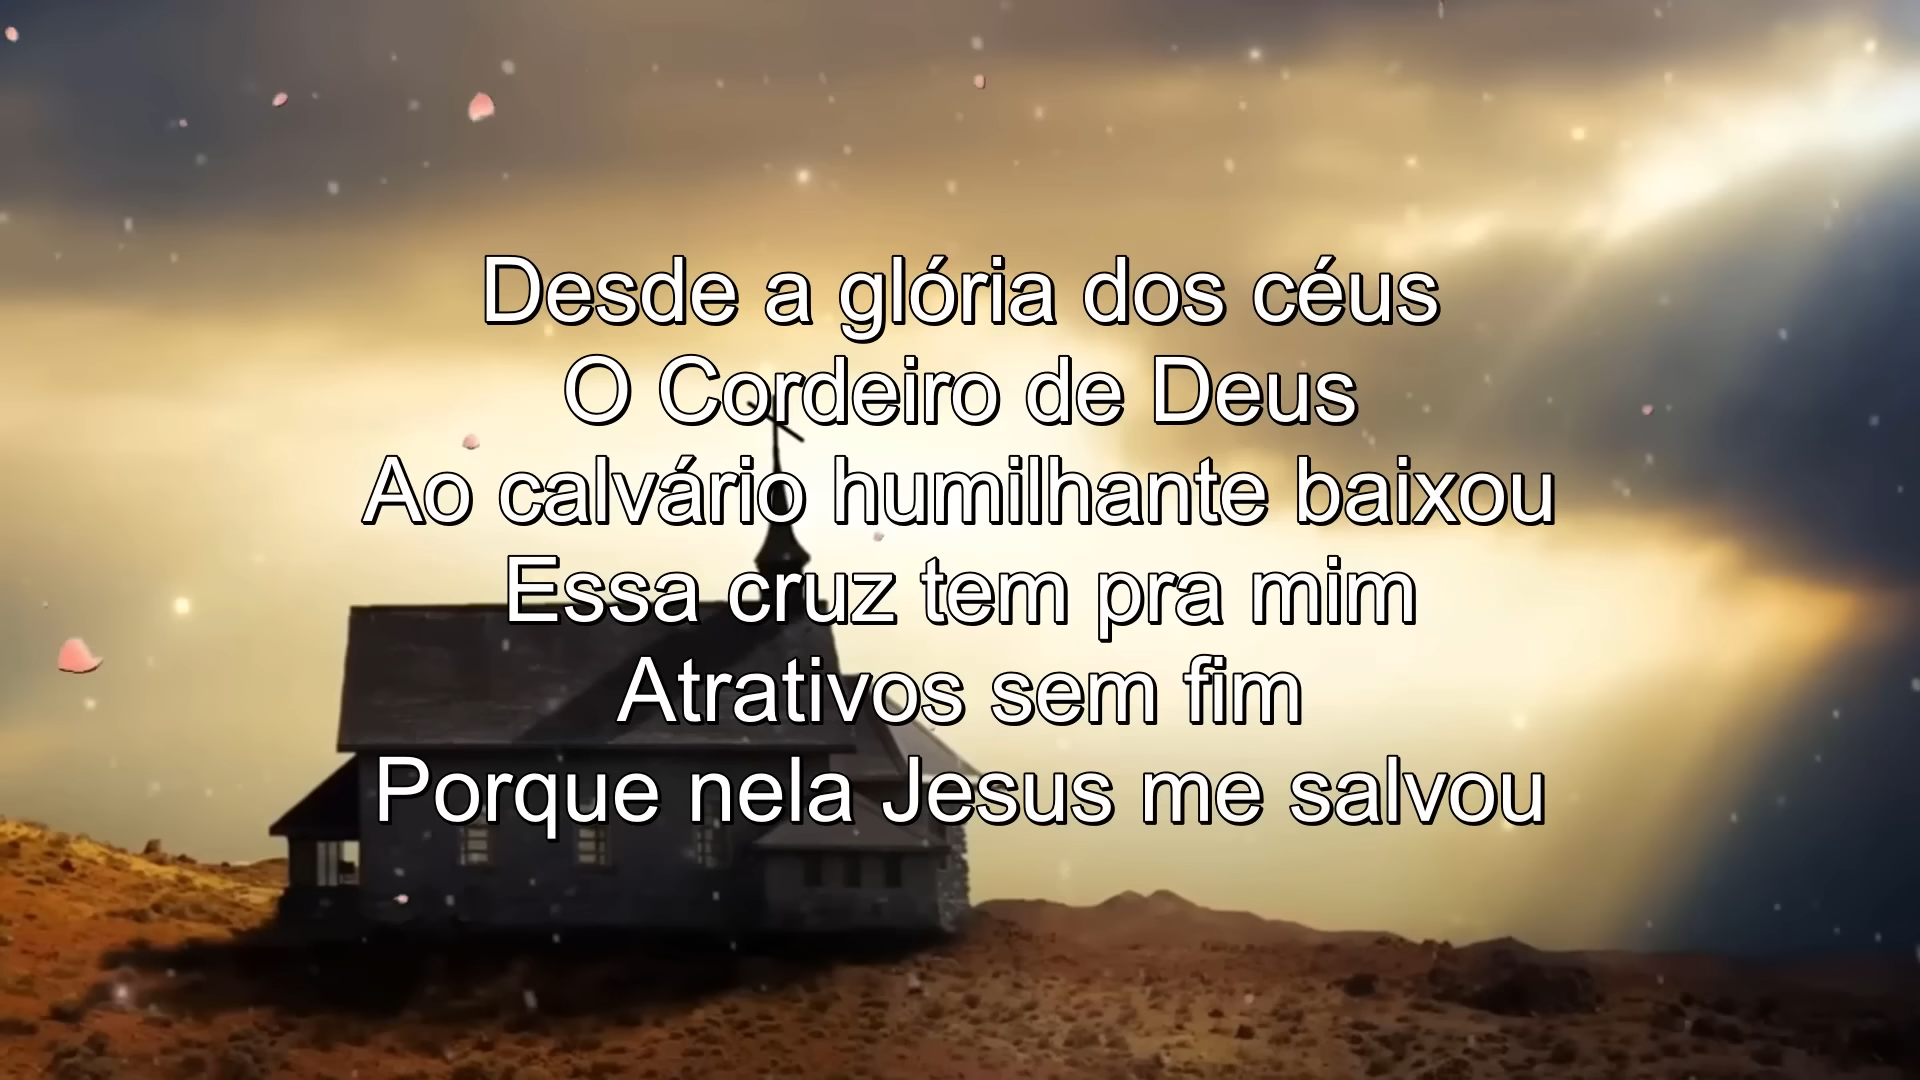 Desde a glória dos céus
O Cordeiro de Deus
Ao calvário humilhante baixou
Essa cruz tem pra mim
Atrativos sem fim
Porque nela Jesus me salvou